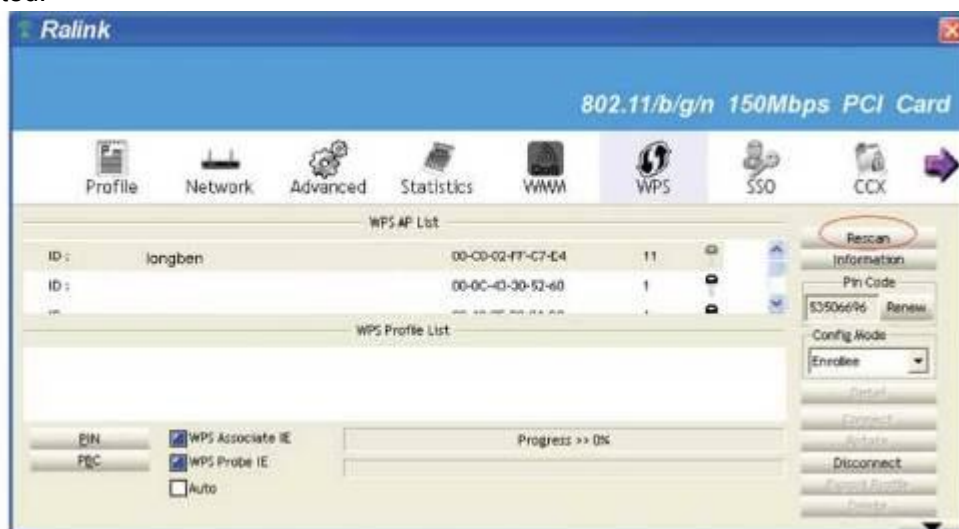 Ralink
802.11/b/g/n 150Mbps PCI Card
Profile Network Advanced Statistics WMM WPS SSO CCX
WPS AP List
Rescan
ID : longben 00-C0-02-FF-C7-E4 11
Information
ID : 00-0C-43-30-52-60 1
Pin Code
53506696 Renew
WPS Profile List
Config Mode
Enrollee
Detail
Connect
PIN WPS Associate IE Progress >> 0%
Rotate
PBC WPS Probe IE
Disconnect
Auto
Export Profile
Delete